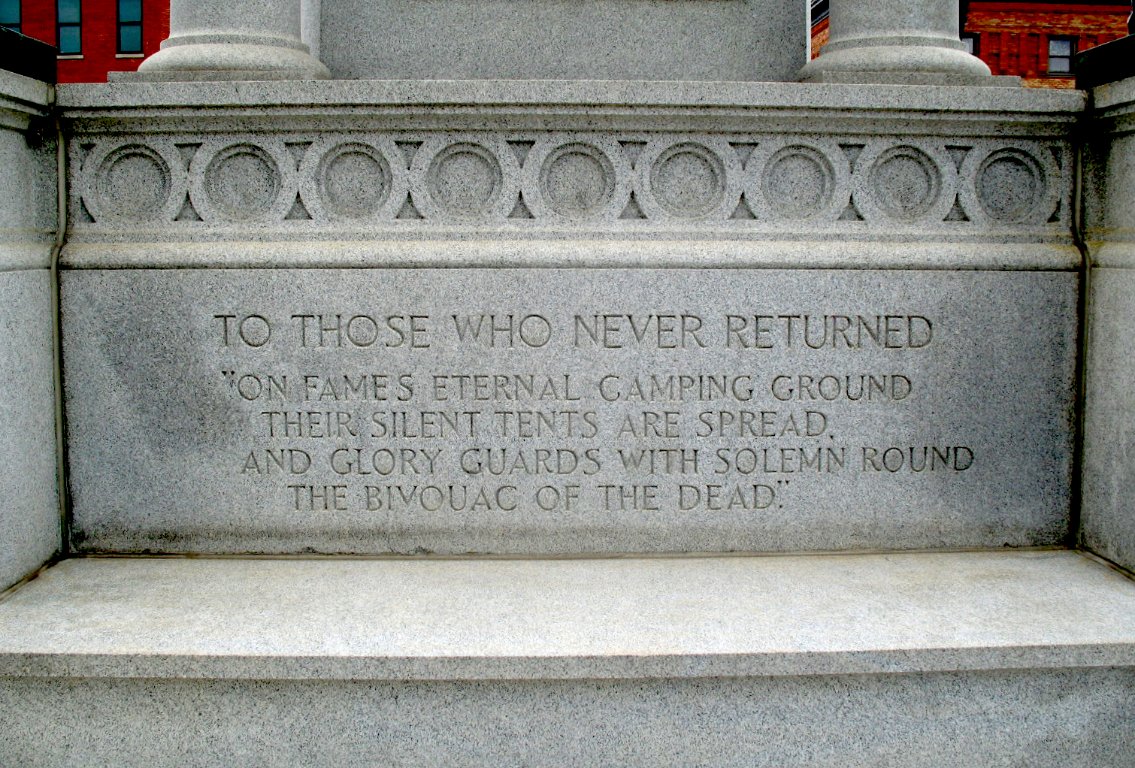 TO THOSE WHO NEVER RETURNED
"ON FAME'S ETERNAL CAMPING GROUND
THEIR SILENT TENTS ARE SPREAD,
AND GLORY GUARDS WITH SOLEMN ROUND
THE BIVOUAC OF THE DEAD."